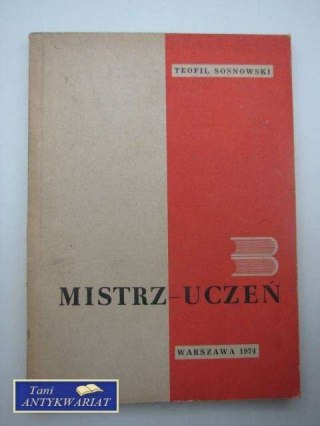 TEOFIL SOSNOWSKI
MISTRZ-UCZEŃ
WARSZAWA 1974
Tani
ANTYKWARIAT